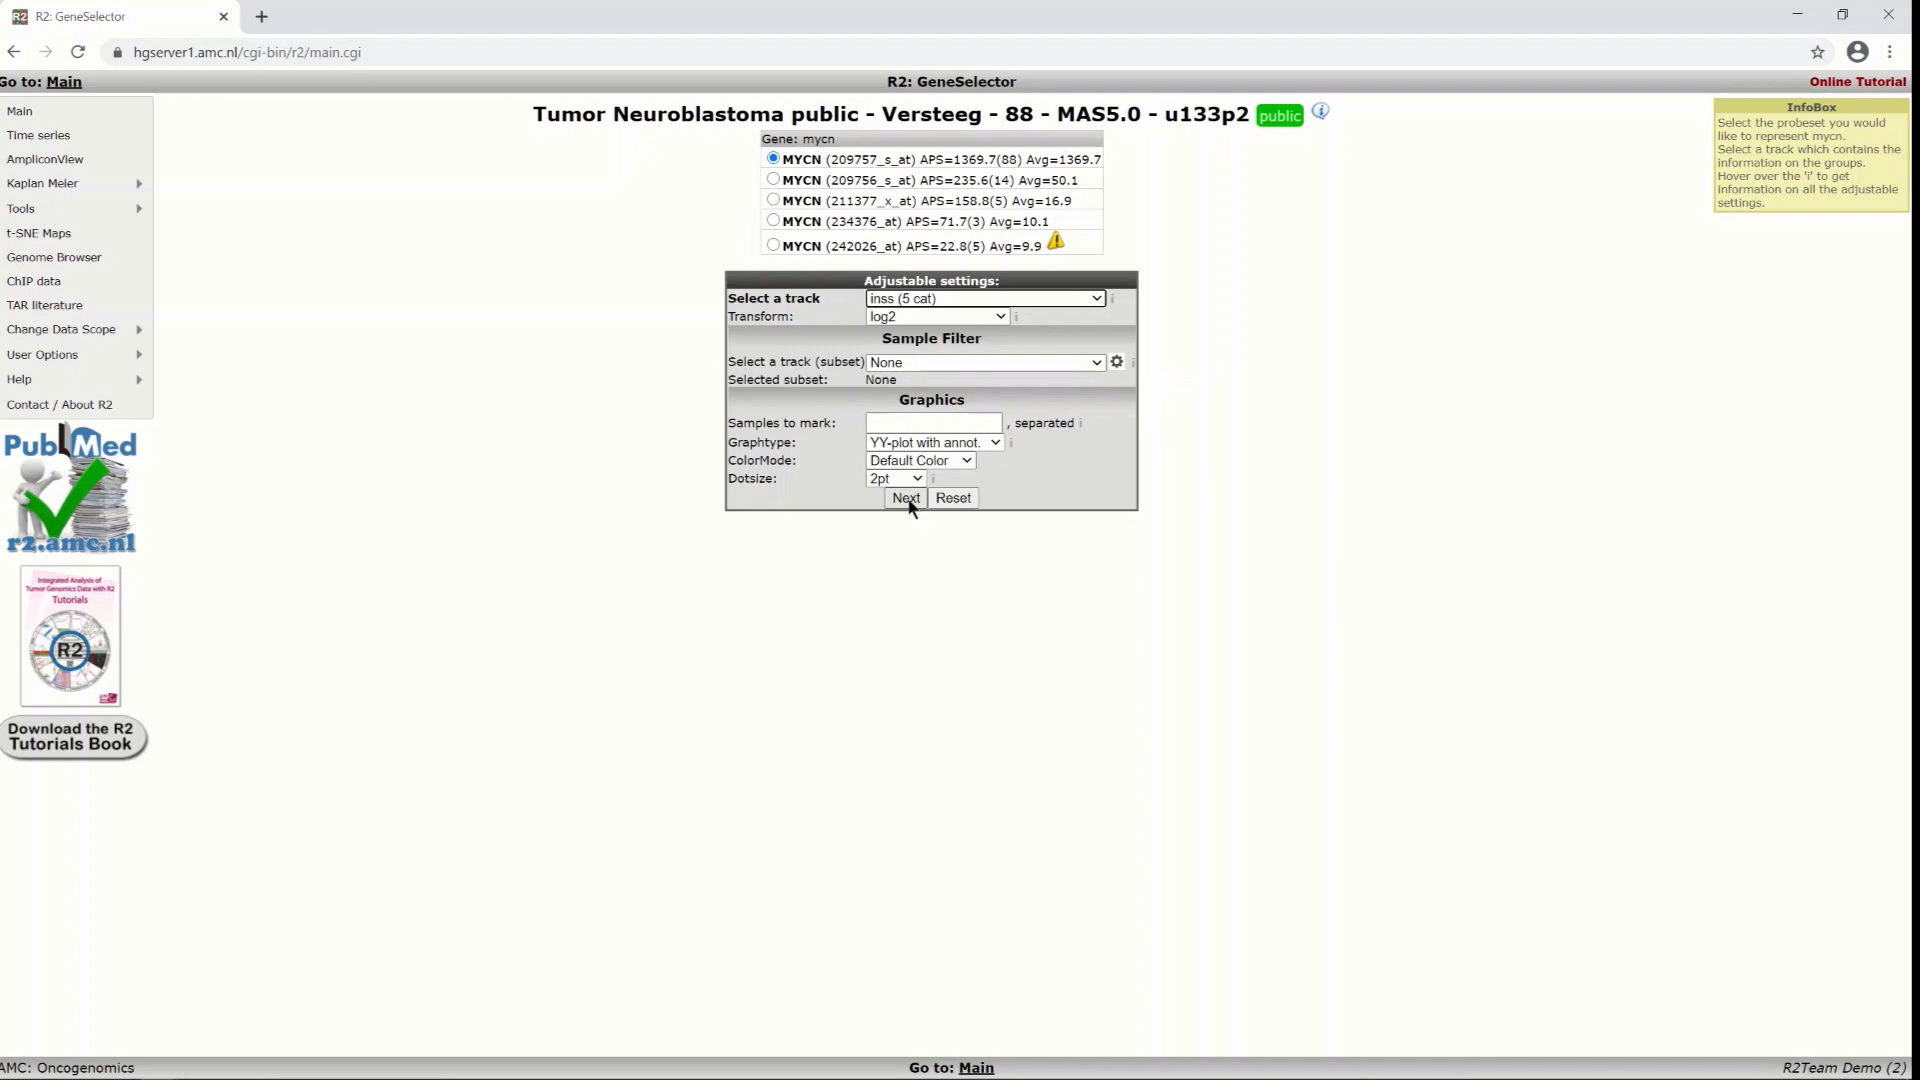 R2: GeneSelector
hgserver1.amc.nl/cgi-bin/r2/main.cgi
Go to: Main
R2: GeneSelector
Online Tutorial
Main
Time series
AmpliconView
Kaplan Meier
Tools
t-SNE Maps
Genome Browser
ChIP data
TAR literature
Change Data Scope
User Options
Help
Contact / About R2
PubMed
r2.amc.nl
Integrated Analysis of
Tumor Genomics Data with R2
Tutorials
R2
Download the R2
Tutorials Book
Tumor Neuroblastoma public - Versteeg - 88 - MAS5.0 - u133p2 public
Gene: mycn
MYCN (209757_s_at) APS=1369.7(88) Avg=1369.7
MYCN (209756_s_at) APS=235.6(14) Avg=50.1
MYCN (211377_x_at) APS=158.8(5) Avg=16.9
MYCN (234376_at) APS=71.7(3) Avg=10.1
MYCN (242026_at) APS=22.8(5) Avg=9.9
Adjustable settings:
Select a track inss (5 cat) i
Transform: log2 i
Sample Filter
Select a track (subset) None i
Selected subset: None
Graphics
Samples to mark: , separated i
Graphtype: YY-plot with annot. i
ColorMode: Default Color
Dotsize: 2pt i
Next Reset
InfoBox
Select the probeset you would
like to represent mycn.
Select a track which contains the
information on the groups.
Hover over the 'i' to get
information on all the adjustable
settings.
AMC: Oncogenomics
Go to: Main
R2Team Demo (2)